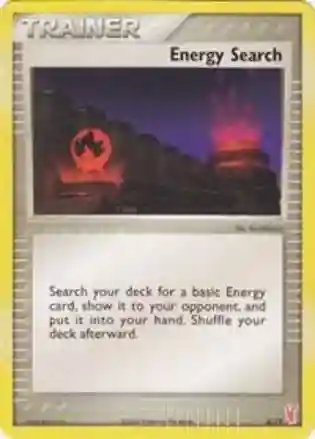 TRAINER
Energy Search
Search your deck for a basic Energy
card, show it to your opponent, and
put it into your hand. Shuffle your
deck afterward.